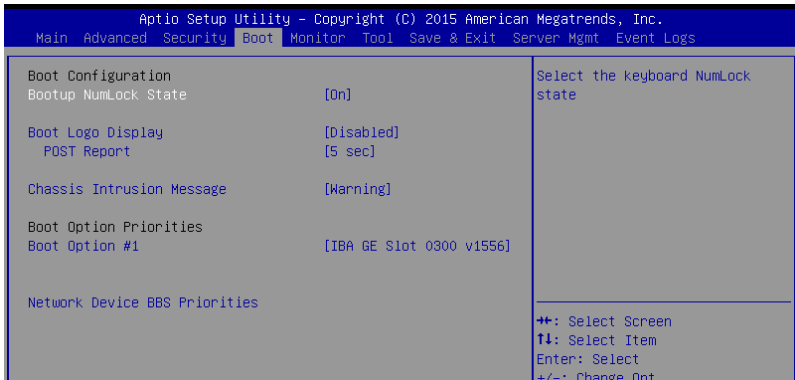 Aptio Setup Utility – Copyright (C) 2015 American Megatrends, Inc.
Main Advanced Security Boot Monitor Tool Save & Exit Server Mgmt Event Logs
Boot Configuration
Bootup NumLock State [On]
Boot Logo Display [Disabled]
POST Report [5 sec]
Chassis Intrusion Message [Warning]
Boot Option Priorities
Boot Option #1 [IBA GE Slot 0300 v1556]
Network Device BBS Priorities
Select the keyboard NumLock
state
→←: Select Screen
↑↓: Select Item
Enter: Select
+/-: Change Opt.